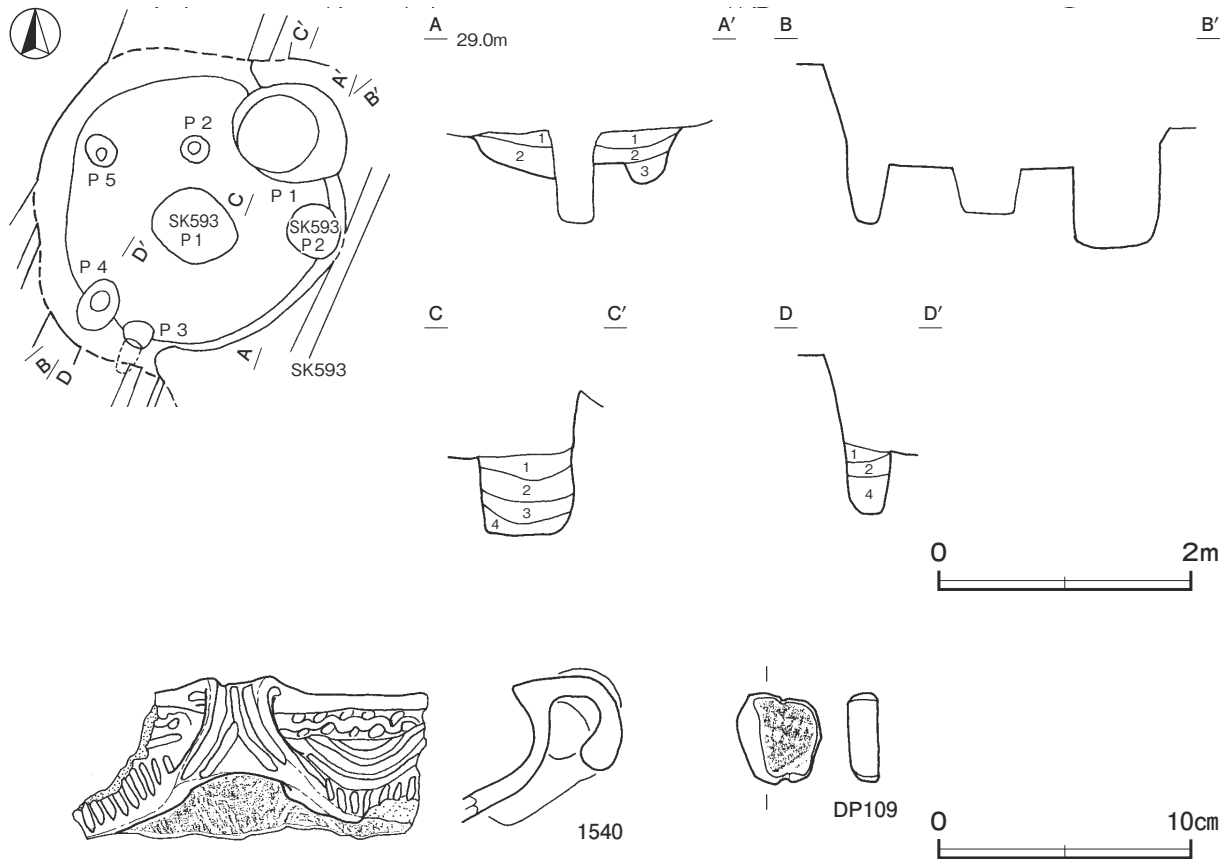 A A′ B B′
29.0m
C′
A′
B′
P 2
P 5
C
P 1
SK593
P 1
SK593
P 2
D′
P 4
P 3
B
D
A
SK593
1 1
2 2
3
C C′ D D′
1
2
3
4
1
2
4
0 2m
1540
DP109
0 10cm